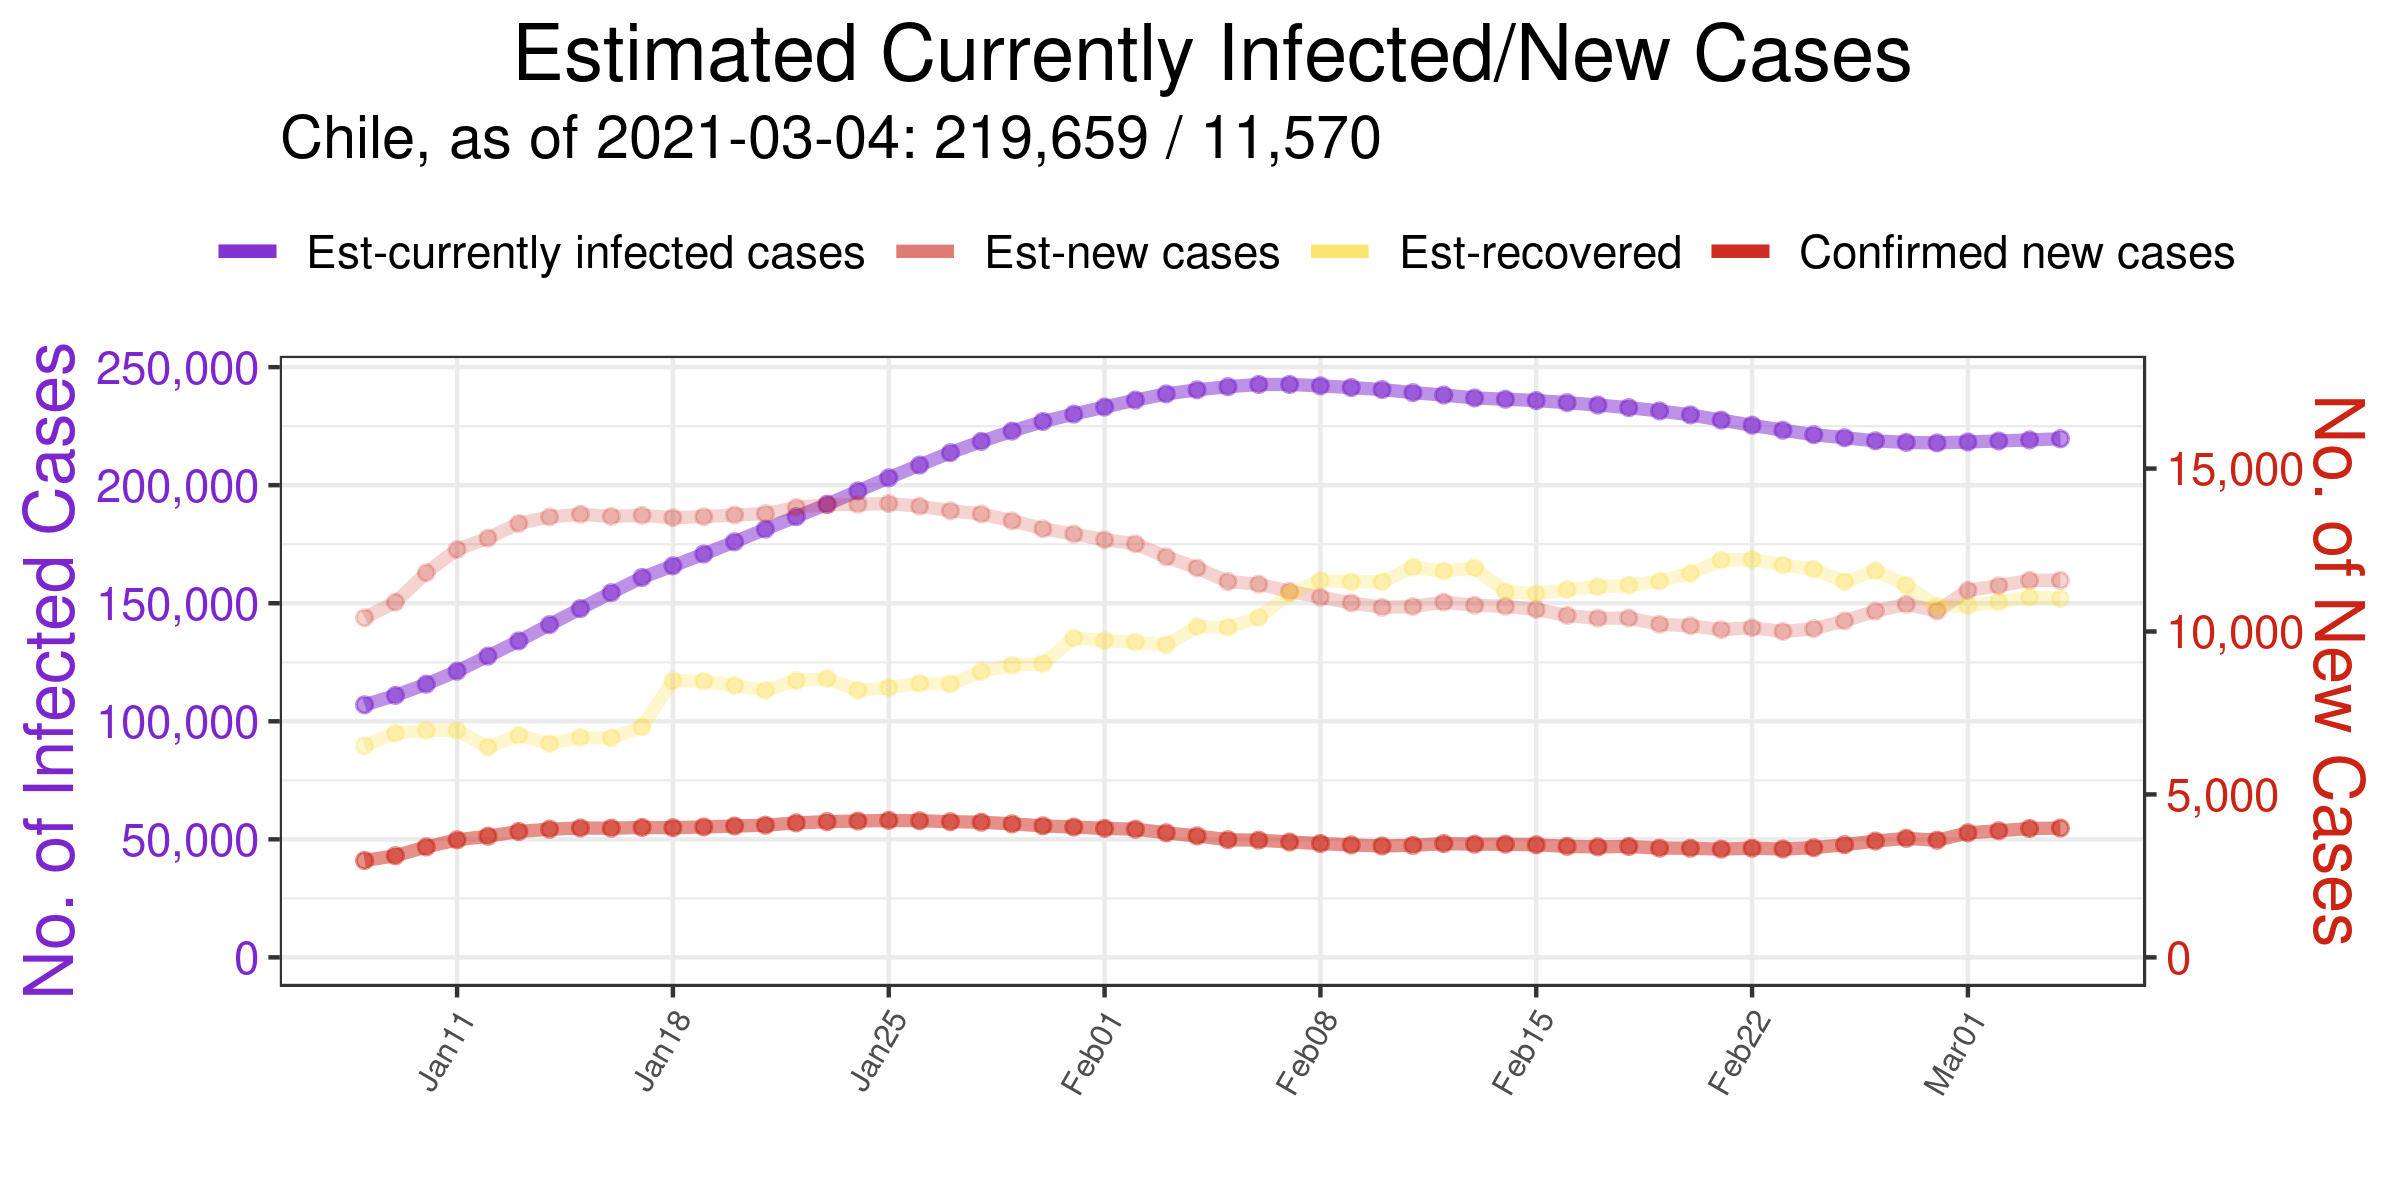 Estimated Currently Infected/New Cases
Chile, as of 2021-03-04: 219,659 / 11,570
Est-currently infected cases
Est-new cases
Est-recovered
Confirmed new cases
No. of Infected Cases
250,000
200,000
150,000
100,000
50,000
0
15,000
10,000
5,000
0
No. of New Cases
Jan11
Jan18
Jan25
Feb01
Feb08
Feb15
Feb22
Mar01